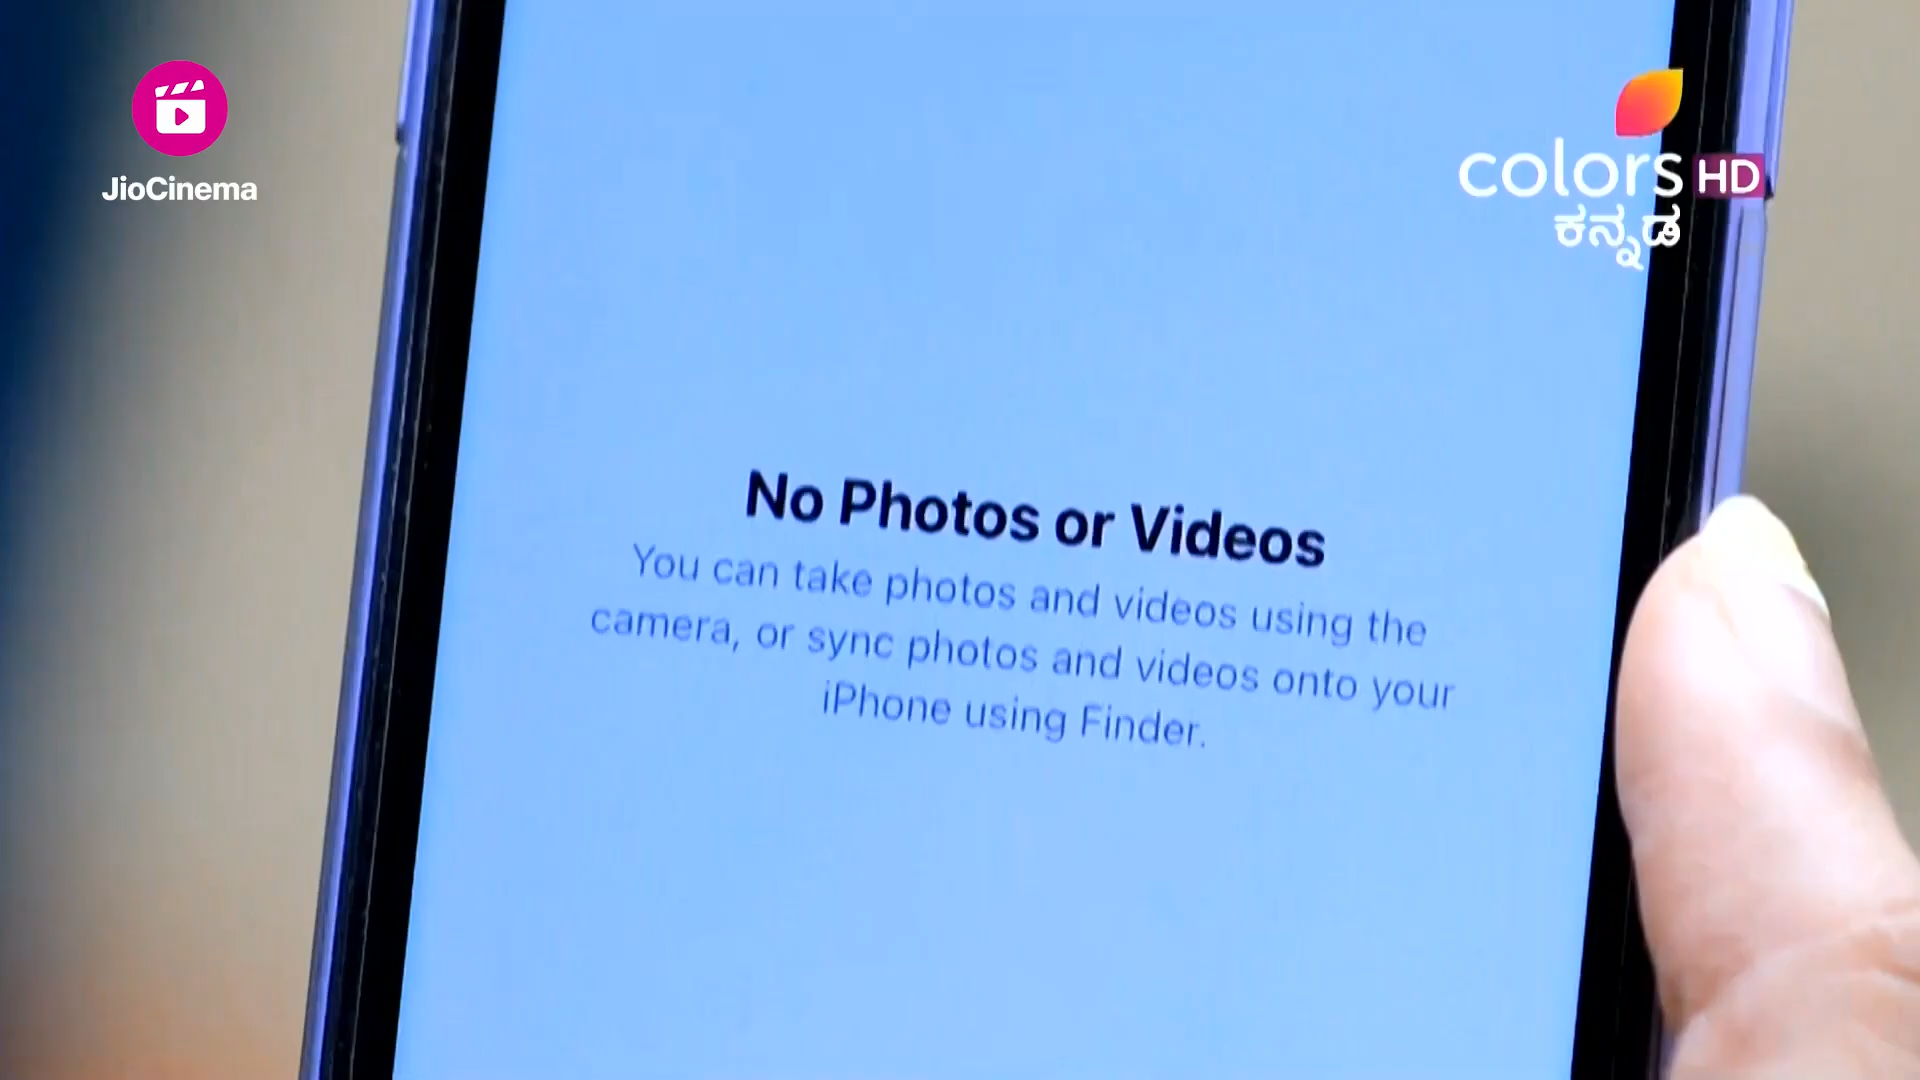 JioCinema
colors HD
ಕನ್ನಡ
No Photos or Videos
You can take photos and videos using the
camera, or sync photos and videos onto your
iPhone using Finder.